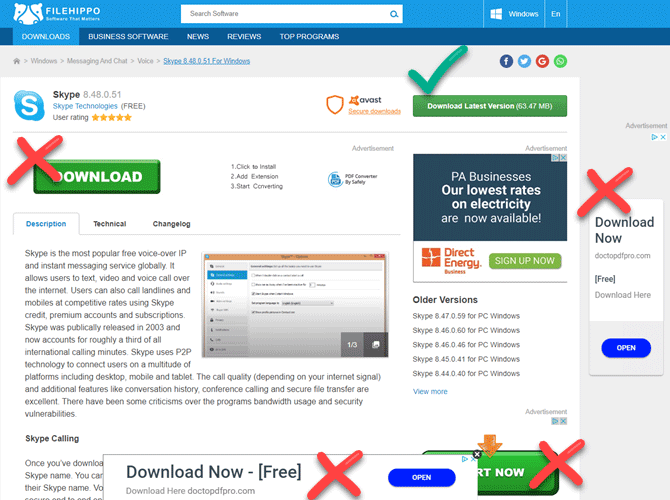 FILEHIPPO
Software That Matters
Search Software
Windows
En
DOWNLOADS
BUSINESS SOFTWARE
NEWS
REVIEWS
TOP PROGRAMS
> Windows > Messaging And Chat > Voice > Skype 8.48.0.51 For Windows
Skype 8.48.0.51
Skype Technologies (FREE)
User rating
avast
Secure downloads
Download Latest Version (63.47 MB)
Advertisement
Advertisement
Advertisement
DOWNLOAD
1.Click to Install
2.Add Extension
3.Start Converting
PDF Converter
By Safely
PA Businesses
Our lowest rates
on electricity
are now available!
Direct
Energy.
Business
SIGN UP NOW
Download
Now
doctopdfpro.com
[Free]
Download Here
OPEN
Description
Technical
Changelog
Skype is the most popular free voice-over IP
and instant messaging service globally. It
allows users to text, video and voice call over
the internet. Users can also call landlines and
mobiles at competitive rates using Skype
credit, premium accounts and subscriptions.
Skype was publically released in 2003 and
now accounts for roughly a third of all
international calling minutes. Skype uses P2P
technology to connect users on a multitude of
platforms including desktop, mobile and tablet. The call quality (depending on your internet signal)
and additional features like conversation history, conference calling and secure file transfer are
excellent. There have been some criticisms over the programs bandwidth usage and security
vulnerabilities.
1/3
Older Versions
Skype 8.47.0.59 for PC Windows
Skype 8.46.0.60 for PC Windows
Skype 8.46.0.56 for PC Windows
Skype 8.45.0.41 for PC Windows
Skype 8.44.0.40 for PC Windows
View more
Advertisement
Skype Calling
Once you've downloa
Skype name. You can
their Skype name. Vo
Download Now - [Free]
Download Here doctopdfpro.com
OPEN
RT NOW